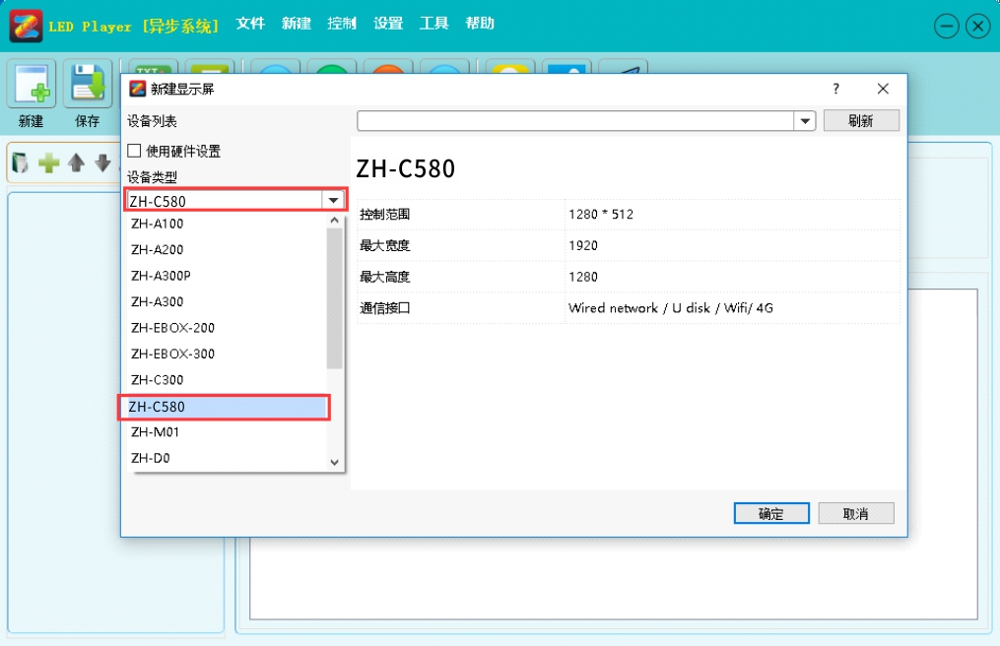 LED Player [异步系统] 文件 新建 控制 设置 工具 帮助
新建 保存
新建显示屏 ?
设备列表 刷新
使用硬件设置
设备类型
ZH-C580
ZH-A100
ZH-A200
ZH-A300P
ZH-A300
ZH-EBOX-200
ZH-EBOX-300
ZH-C300
ZH-C580
ZH-M01
ZH-D0
ZH-C580
控制范围 1280 * 512
最大宽度 1920
最大高度 1280
通信接口 Wired network / U disk / Wifi/ 4G
确定 取消